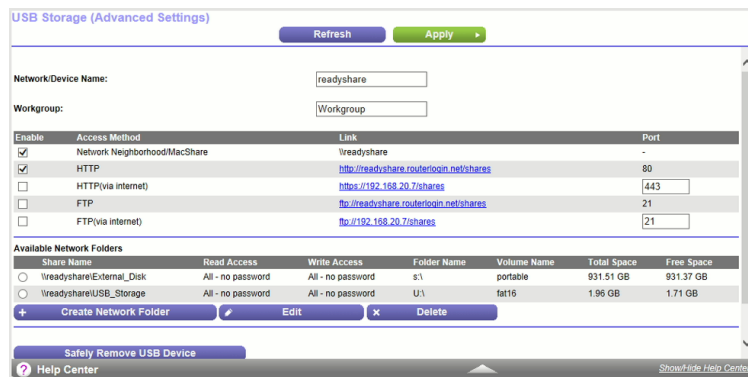 USB Storage (Advanced Settings)
Refresh Apply
Network/Device Name: readyshare
Workgroup: Workgroup
Enable Access Method Link Port
Network Neighborhood/MacShare \\readyshare -
HTTP http://readyshare.routerlogin.net/shares 80
HTTP(via internet) https://192.168.20.7/shares 443
FTP ftp://readyshare.routerlogin.net/shares 21
FTP(via internet) ftp://192.168.20.7/shares 21
Available Network Folders
Share Name Read Access Write Access Folder Name Volume Name Total Space Free Space
\\readyshare\External_Disk All - no password All - no password s:\ portable 931.51 GB 931.37 GB
\\readyshare\USB_Storage All - no password All - no password U:\ fat16 1.96 GB 1.71 GB
Create Network Folder Edit Delete
Safely Remove USB Device
Help Center Show/Hide Help Center